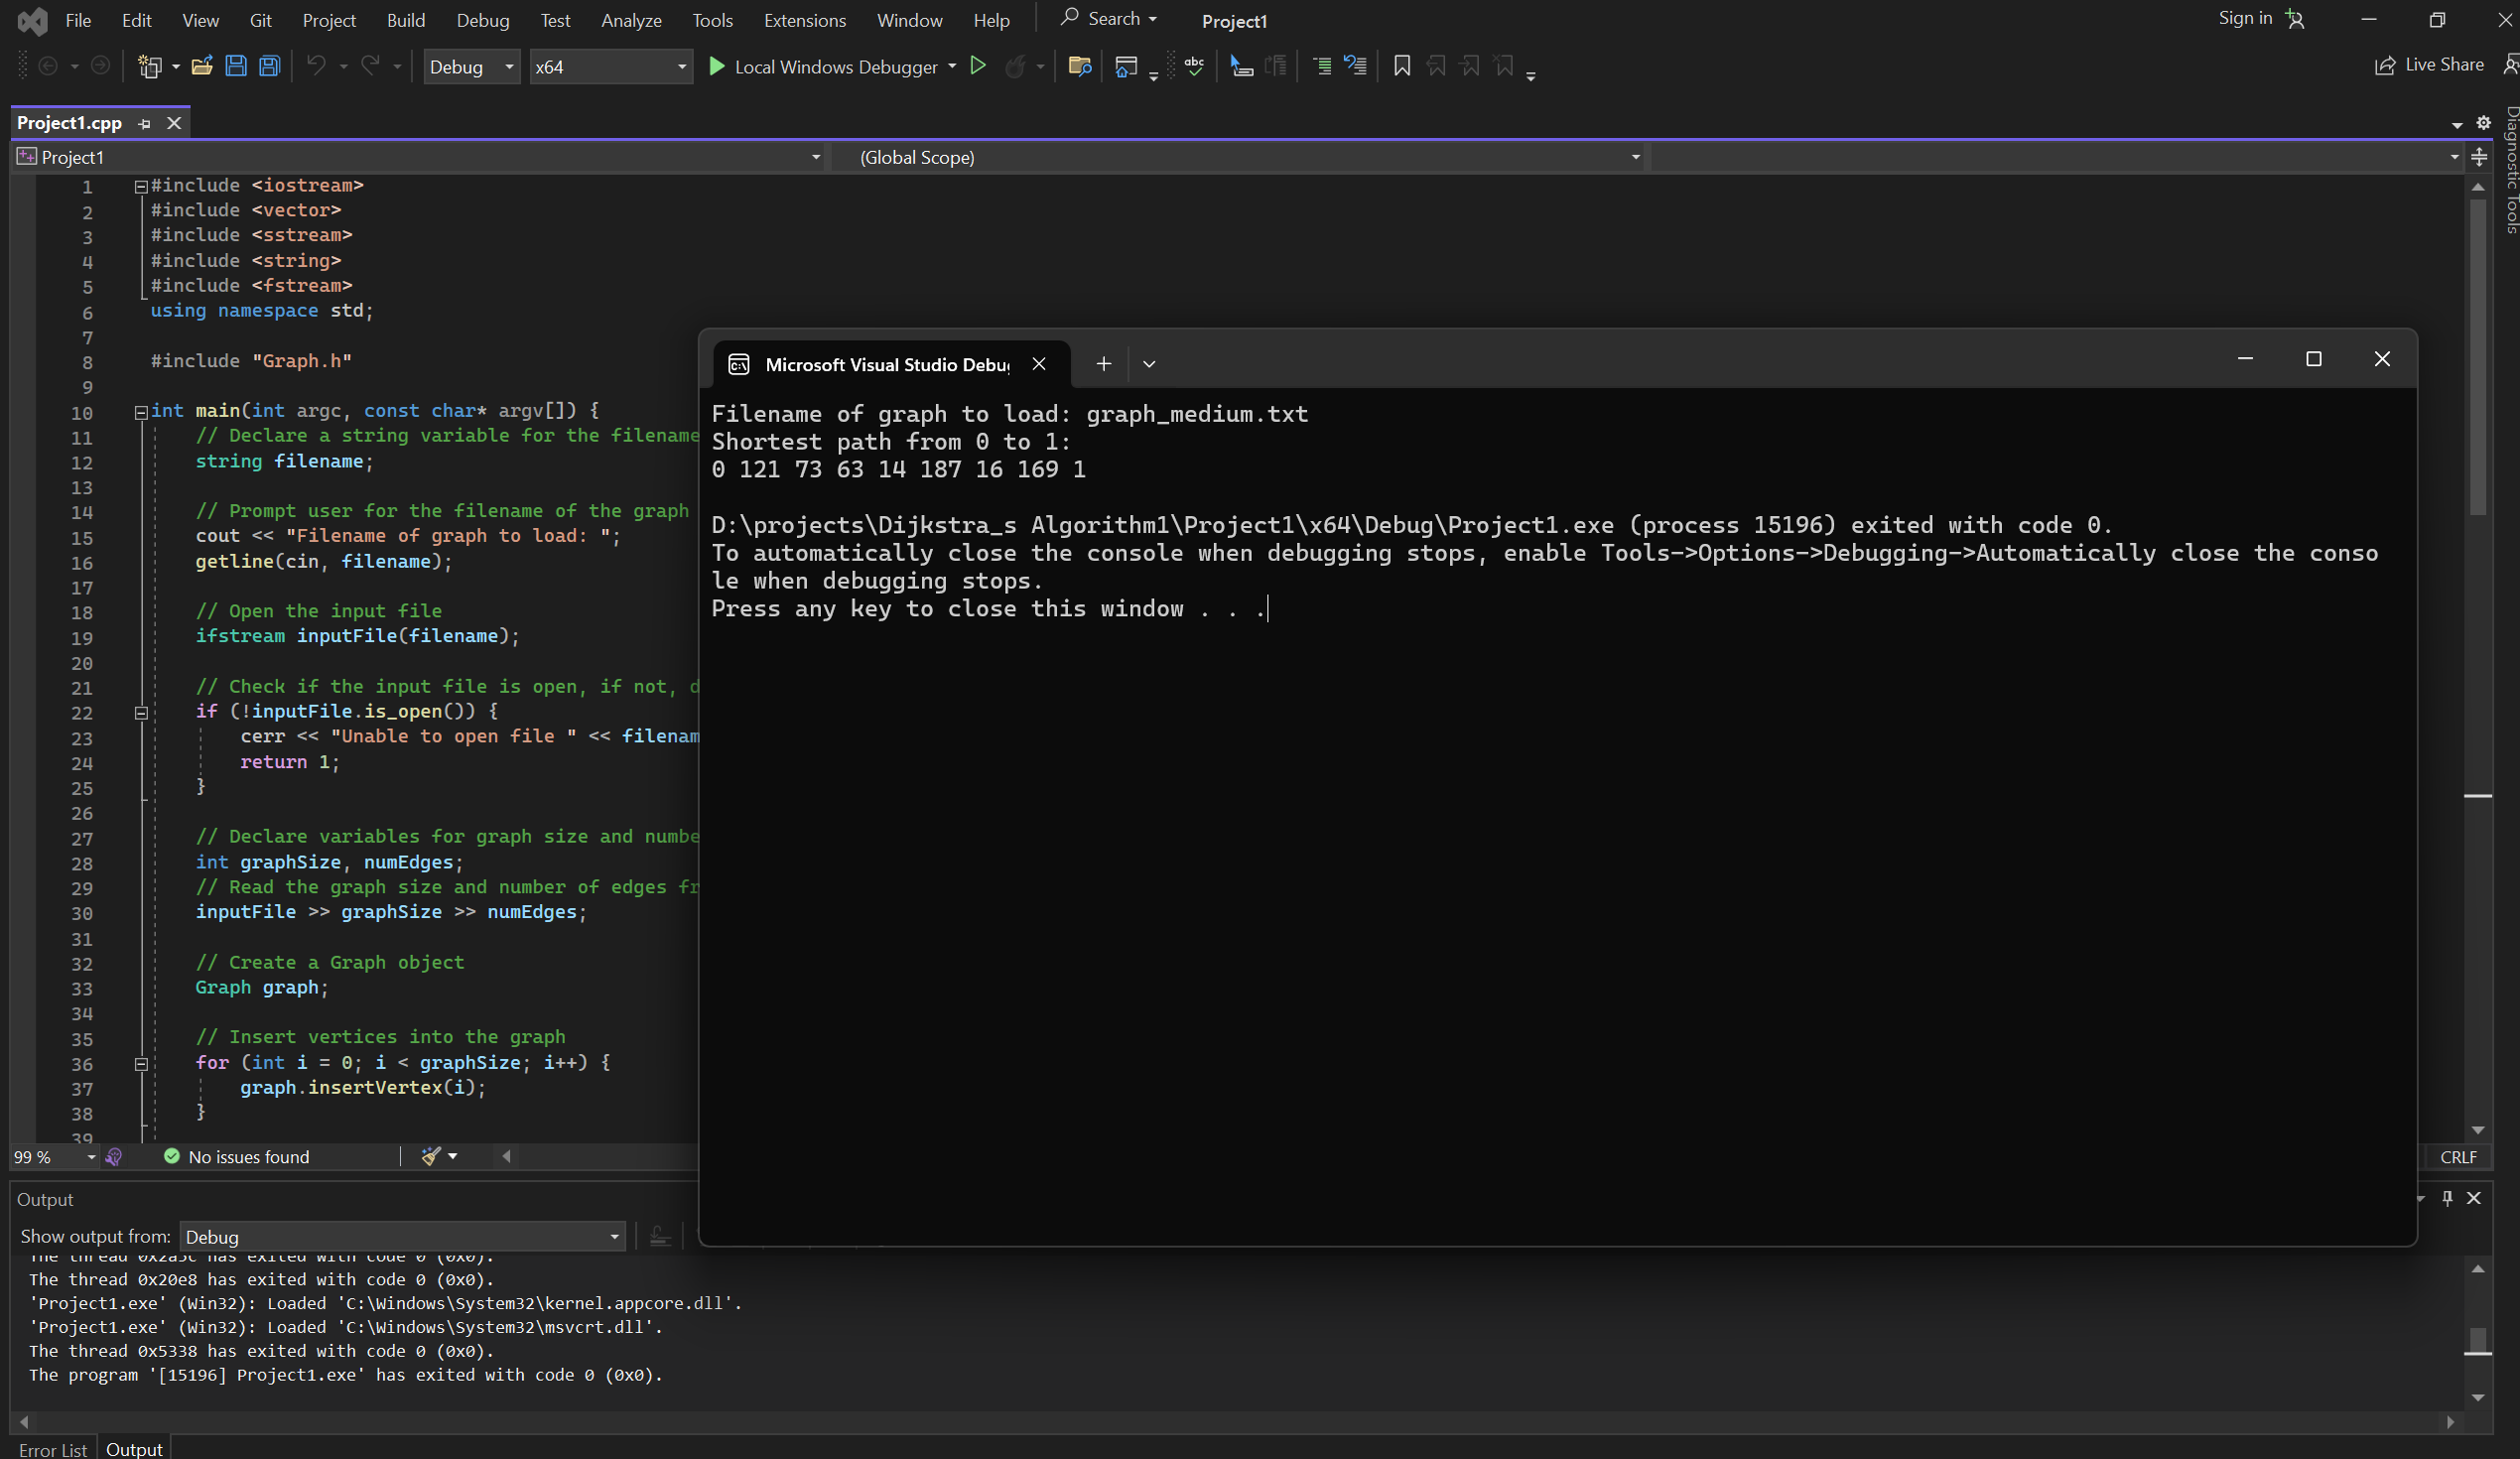 File Edit View Git Project Build Debug Test Analyze Tools Extensions Window Help Search Project1 Sign in
Debug x64 Local Windows Debugger Live Share
Project1.cpp
Project1 (Global Scope)
Diagnostic Tools
1 #include <iostream>
2 #include <vector>
3 #include <sstream>
4 #include <string>
5 #include <fstream>
6 using namespace std;
7
8 #include "Graph.h"
9
10 int main(int argc, const char* argv[]) {
11 // Declare a string variable for the filename
12 string filename;
13
14 // Prompt user for the filename of the graph
15 cout << "Filename of graph to load: ";
16 getline(cin, filename);
17
18 // Open the input file
19 ifstream inputFile(filename);
20
21 // Check if the input file is open, if not, d
22 if (!inputFile.is_open()) {
23 cerr << "Unable to open file " << filenam
24 return 1;
25 }
26
27 // Declare variables for graph size and numbe
28 int graphSize, numEdges;
29 // Read the graph size and number of edges fr
30 inputFile >> graphSize >> numEdges;
31
32 // Create a Graph object
33 Graph graph;
34
35 // Insert vertices into the graph
36 for (int i = 0; i < graphSize; i++) {
37 graph.insertVertex(i);
38 }
39
Microsoft Visual Studio Debu
Filename of graph to load: graph_medium.txt
Shortest path from 0 to 1:
0 121 73 63 14 187 16 169 1
D:\projects\Dijkstra_s Algorithm1\Project1\x64\Debug\Project1.exe (process 15196) exited with code 0.
To automatically close the console when debugging stops, enable Tools->Options->Debugging->Automatically close the conso
le when debugging stops.
Press any key to close this window . . .
99 % No issues found CRLF
Output
Show output from: Debug
The thread 0x2a5c has exited with code 0 (0x0).
The thread 0x20e8 has exited with code 0 (0x0).
'Project1.exe' (Win32): Loaded 'C:\Windows\System32\kernel.appcore.dll'.
'Project1.exe' (Win32): Loaded 'C:\Windows\System32\msvcrt.dll'.
The thread 0x5338 has exited with code 0 (0x0).
The program '[15196] Project1.exe' has exited with code 0 (0x0).
Error List Output